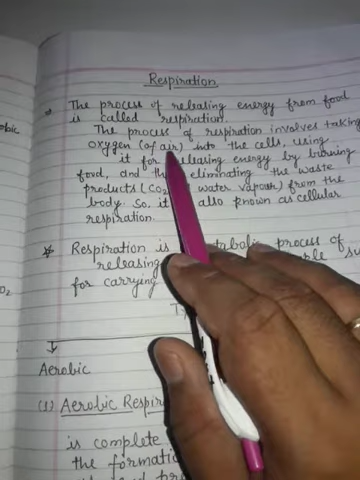 Respiration
The process of releasing energy from food
is called respiration.
The process of respiration involves taking
oxygen (of air) into the cells, using
it for releasing energy by burning
food, and eliminating the waste
products (CO2 water vapour) from the
body. So, it also known as cellular
respiration.
Respiration is process of
releasing
for carrying
Aerobic
(1) Aerobic Respir
is complete
the formati